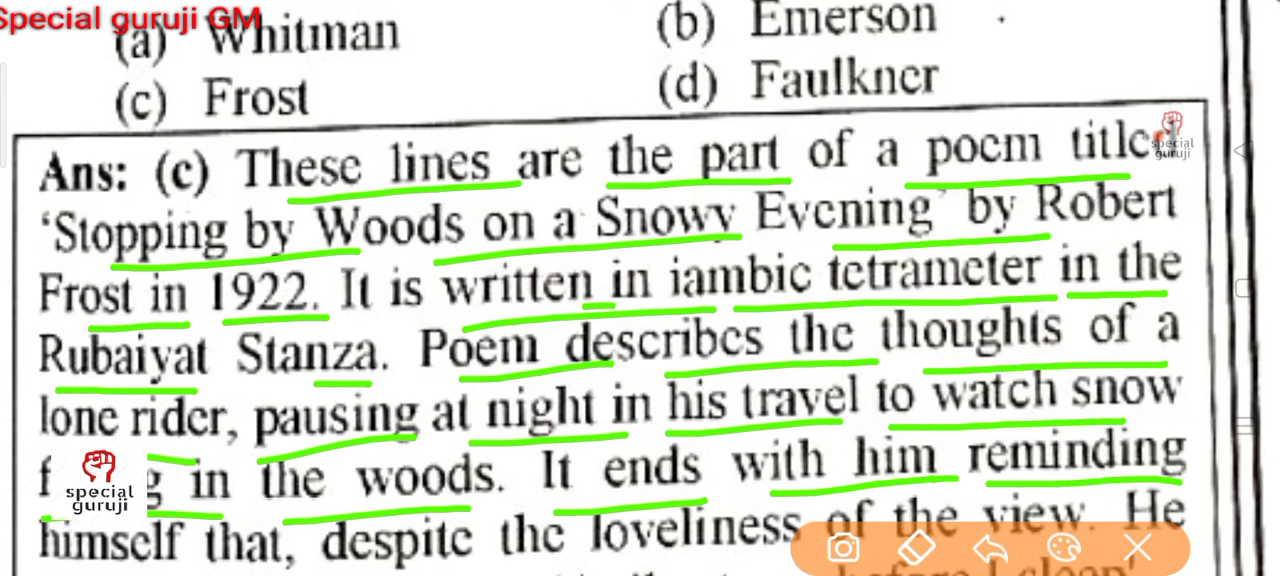 Special guruji GM
(a) Whitman (b) Emerson
(c) Frost (d) Faulkner
Ans: (c) These lines are the part of a poem title
special
guruji
‘Stopping by Woods on a Snowy Evening’ by Robert
Frost in 1922. It is written in iambic tetrameter in the
Rubaiyat Stanza. Poem describes the thoughts of a
lone rider, pausing at night in his travel to watch snow
in the woods. It ends with him reminding
special
guruji
himself that, despite the loveliness of the view. He
before I sleep'